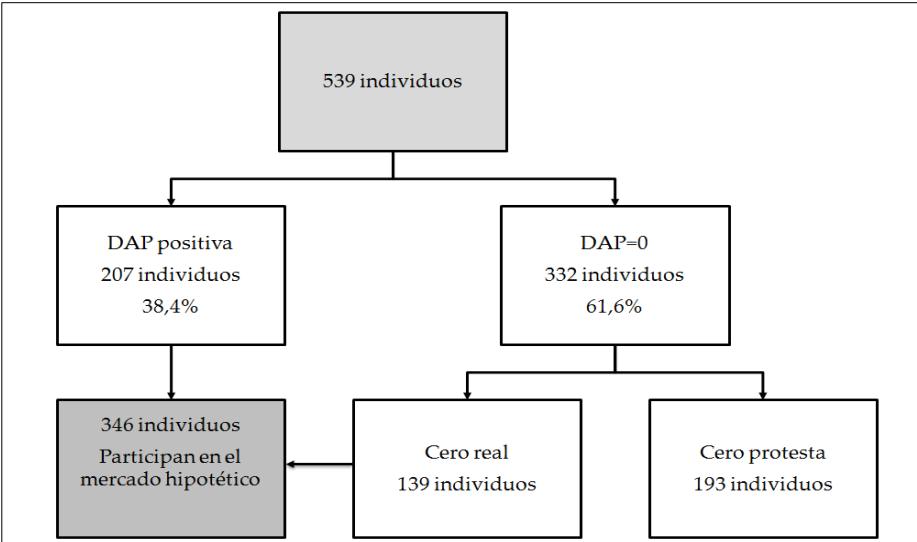 539 individuos
DAP positiva
207 individuos
38,4%
DAP=0
332 individuos
61,6%
346 individuos
Participan en el
mercado hipotético
Cero real
139 individuos
Cero protesta
193 individuos